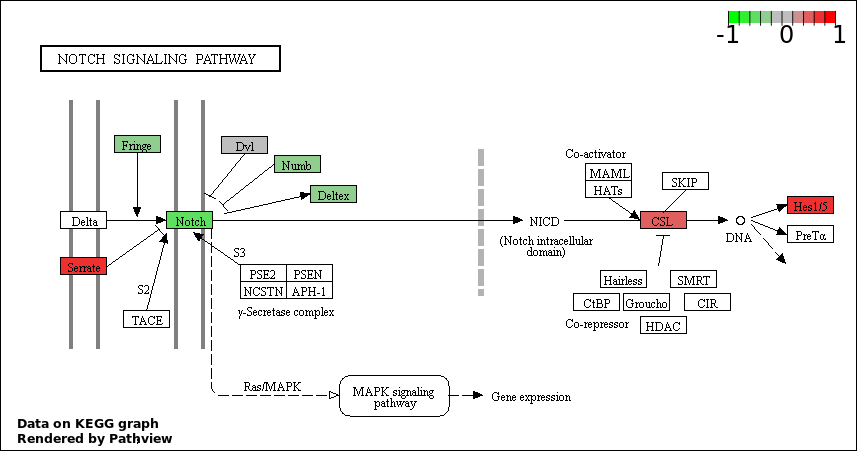 -1 0 1
NOTCH SIGNALING PATHWAY
Fringe
Dvl
Numb
Deltex
Delta
Notch
Serrate
S2
TACE
S3
PSE2 PSEN
NCSTN APH-1
γ-Secretase complex
NICD
(Notch intracellular
domain)
Co-activator
MAML
HATs
SKIP
CSL
DNA
Hes1/5
PreTα
Hairless SMRT
CtBP Groucho CIR
Co-repressor HDAC
Ras/MAPK
MAPK signaling
pathway
Gene expression
Data on KEGG graph
Rendered by Pathview